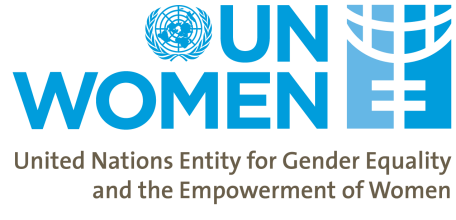 UN
WOMEN
United Nations Entity for Gender Equality
and the Empowerment of Women